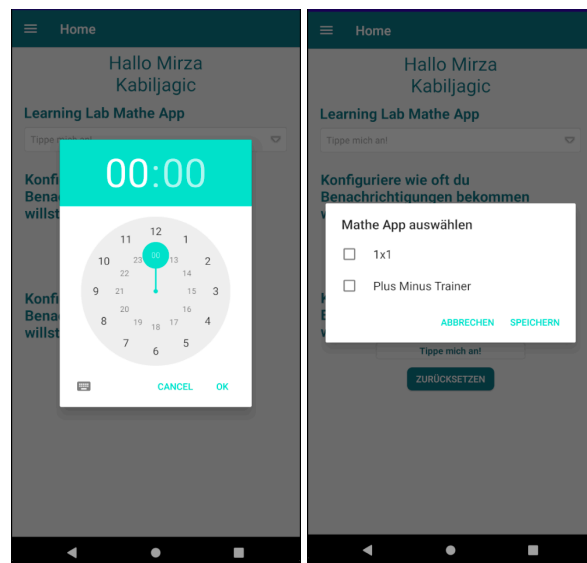 Home
Hallo Mirza
Kabiljagic
Learning Lab Mathe App
Tippe mich an!
Konfi
Bena
willst
00:00
12
11
1
00
23
13
10
2
22
14
9
21
15
3
20
16
8
19
17
4
18
7
5
6
CANCEL
OK
Konfi
Bena
willst
Home
Hallo Mirza
Kabiljagic
Learning Lab Mathe App
Tippe mich an!
Konfiguriere wie oft du
Benachrichtigungen bekommen
Mathe App auswählen
1x1
Plus Minus Trainer
ABBRECHEN SPEICHERN
Tippe mich an!
ZURÜCKSETZEN